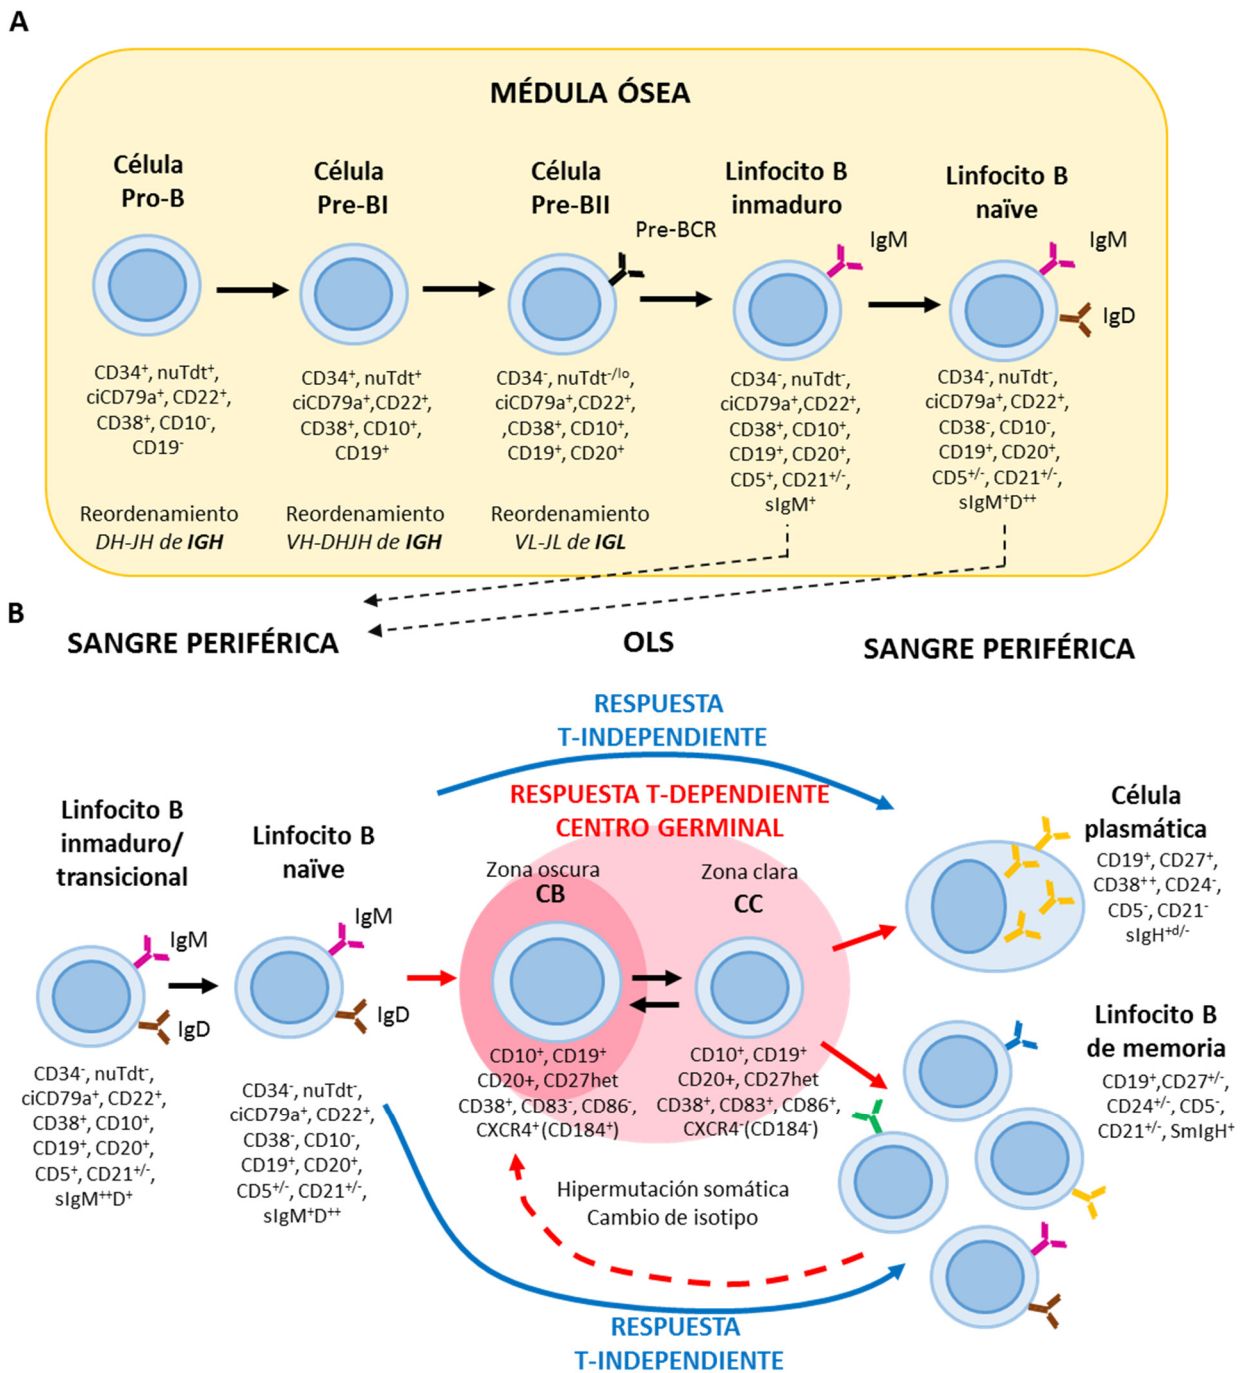 A
MÉDULA ÓSEA
Célula
Pro-B
CD34⁺, nuTdt⁺,
ciCD79a⁺, CD22⁺,
CD38⁺, CD10⁻,
CD19⁻
Reordenamiento
DH-JH de IGH
Célula
Pre-BI
CD34⁺, nuTdt⁺
ciCD79a⁺,CD22⁺,
CD38⁺, CD10⁺,
CD19⁺
Reordenamiento
VH-DHJH de IGH
Célula
Pre-BII
Pre-BCR
CD34⁻, nuTdt⁻/lo,
ciCD79a⁺,CD22⁺,
,CD38⁺, CD10⁺,
CD19⁺, CD20⁺
Reordenamiento
VL-JL de IGL
Linfocito B
inmaduro
IgM
CD34⁻, nuTdt⁻,
ciCD79a⁺,CD22⁺,
CD38⁺, CD10⁺,
CD19⁺, CD20⁺,
CD5⁺, CD21⁺/⁻,
sIgM⁺
Linfocito B
naïve
IgM
IgD
CD34⁻, nuTdt⁻,
ciCD79a⁺, CD22⁺,
CD38⁻, CD10⁻,
CD19⁺, CD20⁺,
CD5⁺/⁻, CD21⁺/⁻,
sIgM⁺D⁺⁺
B
SANGRE PERIFÉRICA
OLS
SANGRE PERIFÉRICA
RESPUESTA
T-INDEPENDIENTE
RESPUESTA T-DEPENDIENTE
CENTRO GERMINAL
Linfocito B
inmaduro/
transicional
IgM
IgD
CD34⁻, nuTdt⁻,
ciCD79a⁺, CD22⁺,
CD38⁺, CD10⁺,
CD19⁺, CD20⁺,
CD5⁺, CD21⁺/⁻,
sIgM⁺⁺D⁺
Linfocito B
naïve
IgM
IgD
CD34⁻, nuTdt⁻,
ciCD79a⁺, CD22⁺,
CD38⁻, CD10⁻,
CD19⁺, CD20⁺,
CD5⁺/⁻, CD21⁺/⁻,
sIgM⁺D⁺⁺
Zona oscura
CB
CD10⁺, CD19⁺
CD20+, CD27het
CD38⁺, CD83⁻, CD86⁻,
CXCR4⁺(CD184⁺)
Zona clara
CC
CD10⁺, CD19⁺
CD20+, CD27het
CD38⁺, CD83⁺, CD86⁺,
CXCR4⁻(CD184⁻)
Hipermutación somática
Cambio de isotipo
Célula
plasmática
CD19⁺, CD27⁺,
CD38⁺⁺, CD24⁻,
CD5⁻, CD21⁻
sIgH⁺ᵈ/⁻
Linfocito B
de memoria
CD19⁺,CD27⁺/⁻,
CD24⁺/⁻, CD5⁻,
CD21⁺/⁻, SmIgH⁺
RESPUESTA
T-INDEPENDIENTE